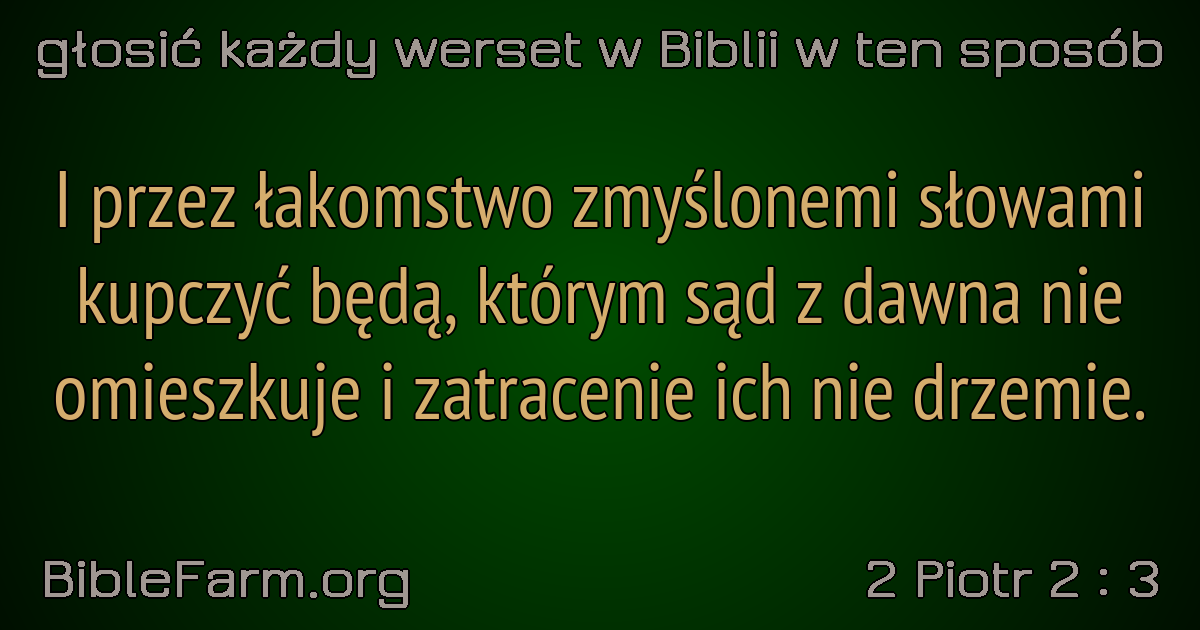 głosić każdy werset w Biblii w ten sposób
I przez łakomstwo zmyślonemi słowami
kupczyć będą, którym sąd z dawna nie
omieszkuje i zatracenie ich nie drzemie.
BibleFarm.org
2 Piotr 2 : 3